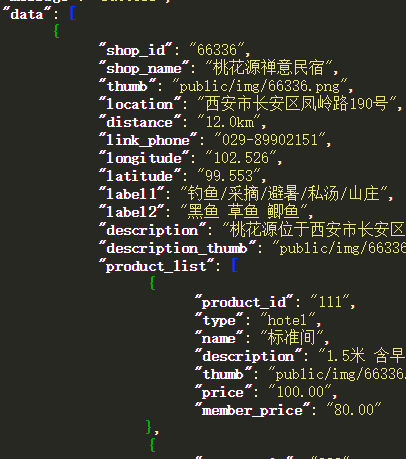 "data": [
{
"shop_id": "66336",
"shop_name": "桃花源禅意民宿",
"thumb": "public/img/66336.png",
"location": "西安市长安区凤岭路190号",
"distance": "12.0km",
"link_phone": "029-89902151",
"longitude": "102.526",
"latitude": "99.553",
"label1": "钓鱼/采摘/避暑/私汤/山庄",
"label2": "黑鱼 草鱼 鲫鱼",
"description": "桃花源位于西安市长安区
"description_thumb": "public/img/66336
"product_list": [
{
"product_id": "111",
"type": "hotel",
"name": "标准间",
"description": "1.5米 含早
"thumb": "public/img/66336.
"price": "100.00",
"member_price": "80.00"
},
{